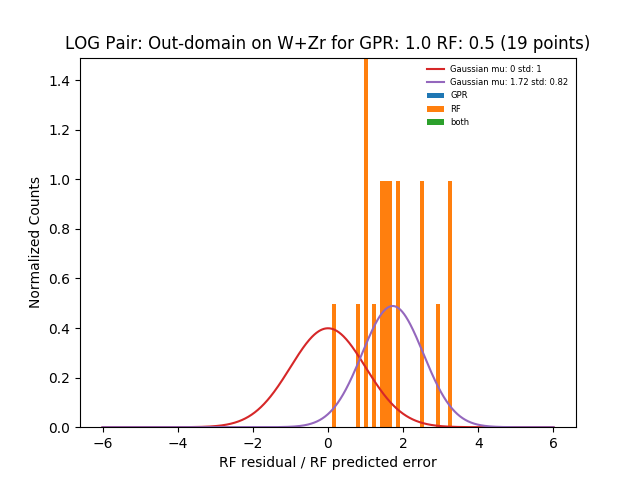 LOG Pair: Out-domain on W+Zr for GPR: 1.0 RF: 0.5 (19 points)
Gaussian mu: 0 std: 1
Gaussian mu: 1.72 std: 0.82
GPR
RF
both
Normalized Counts
1.4
1.2
1.0
0.8
0.6
0.4
0.2
0.0
−6 −4 −2 0 2 4 6
RF residual / RF predicted error